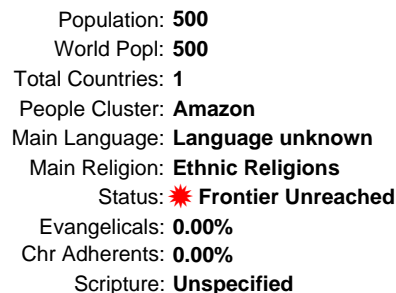 Population: 500
World Popl: 500
Total Countries: 1
People Cluster: Amazon
Main Language: Language unknown
Main Religion: Ethnic Religions
Status: Frontier Unreached
Evangelicals: 0.00%
Chr Adherents: 0.00%
Scripture: Unspecified